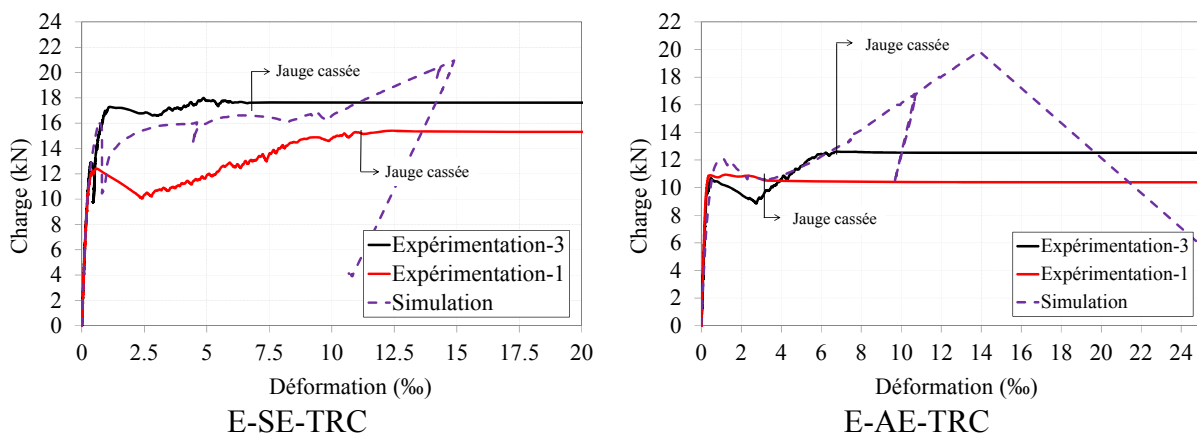 24
22
20
18
16
14
12
10
8
6
4
2
0
Charge (kN)
Jauge cassée
Jauge cassée
Expérimentation-3
Expérimentation-1
Simulation
0 2.5 5 7.5 10 12.5 15 17.5 20
Déformation (‰)
E-SE-TRC
22
20
18
16
14
12
10
8
6
4
2
0
Charge (kN)
Jauge cassée
Jauge cassée
Expérimentation-3
Expérimentation-1
Simulation
0 2 4 6 8 10 12 14 16 18 20 22 24
Déformation (‰)
E-AE-TRC